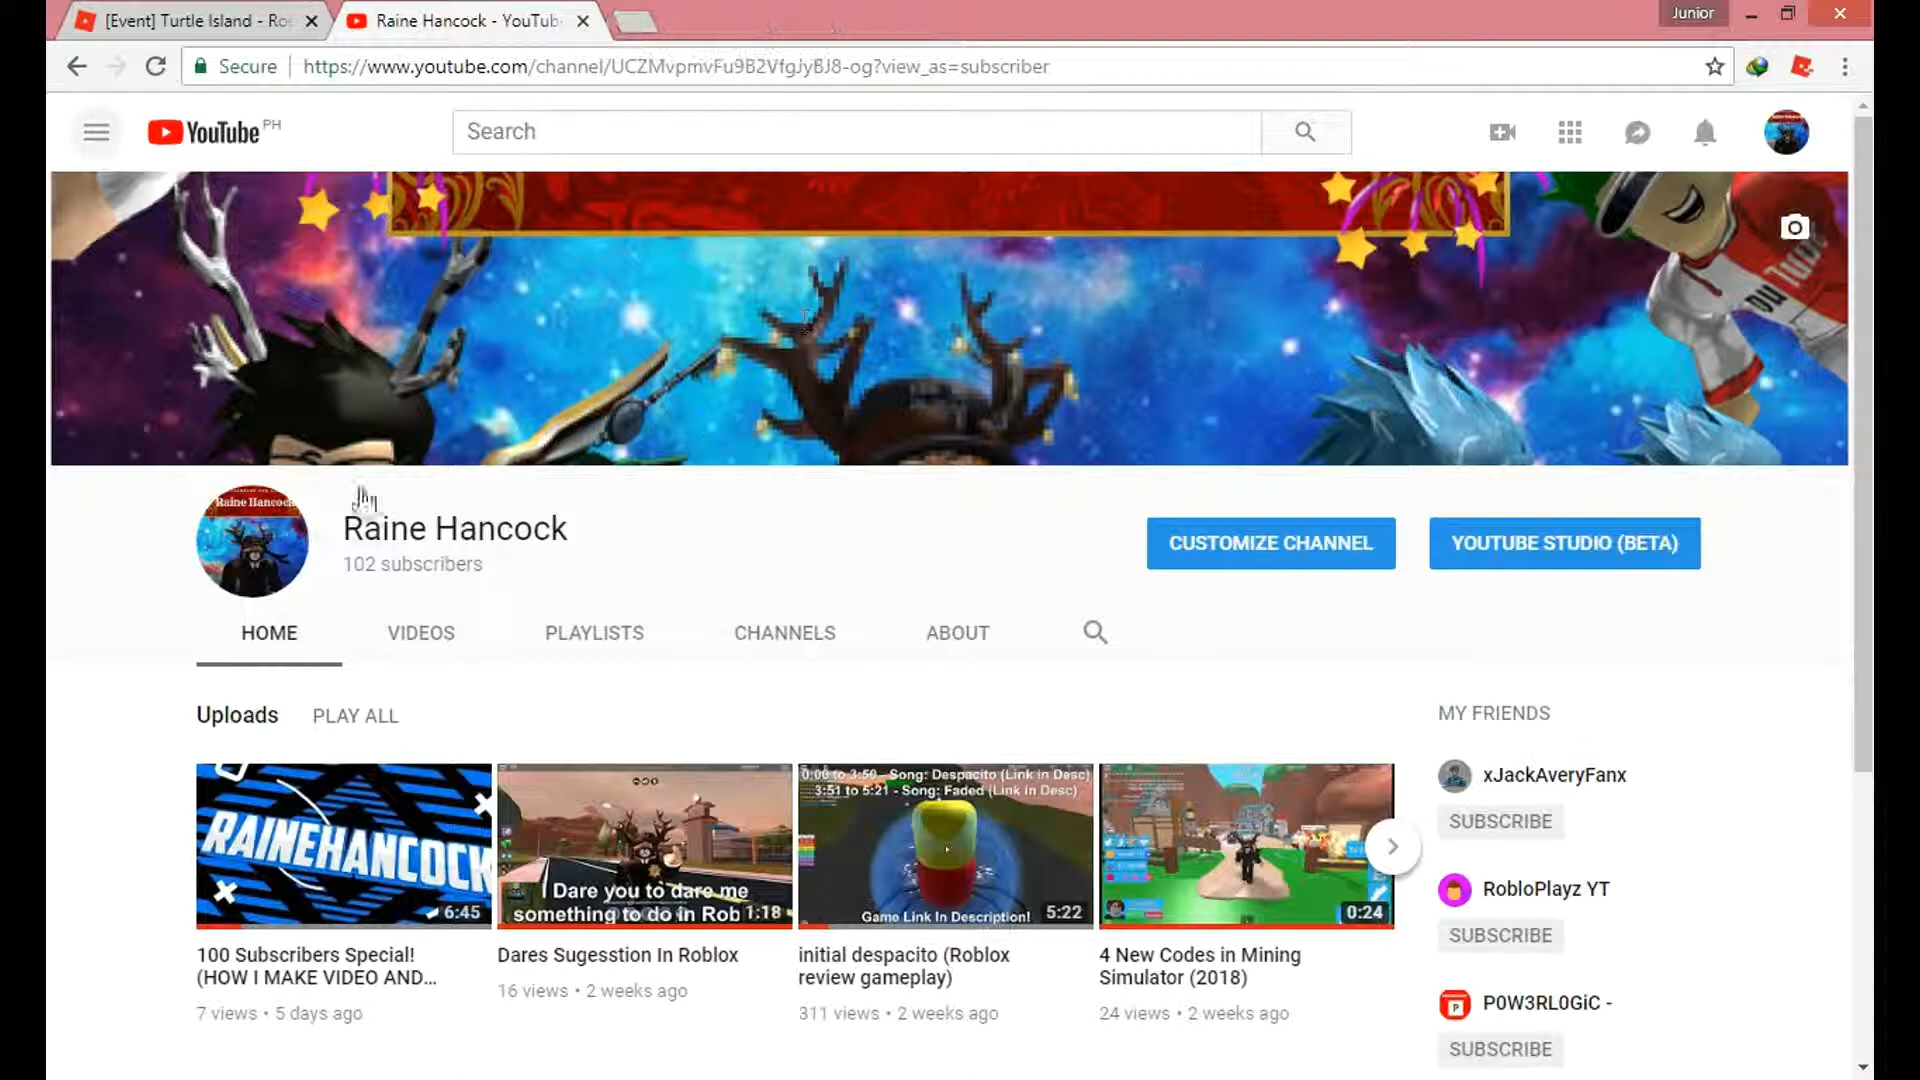 [Event] Turtle Island - Ro
Raine Hancock - YouTub
Junior
Secure
https://www.youtube.com/channel/UCZMvpmvFu9B2VfgJyBJ8-og?view_as=subscriber
YouTube PH
Search
Raine Hancock
Raine Hancock
102 subscribers
CUSTOMIZE CHANNEL
YOUTUBE STUDIO (BETA)
HOME
VIDEOS
PLAYLISTS
CHANNELS
ABOUT
Uploads
PLAY ALL
MY FRIENDS
RAINEHANCOCK
6:45
I Dare you to dare me
something to do in Rob
1:18
0:00 to 3:50 - Song: Despacito (Link in Desc)
3:51 to 5:21 - Song: Faded (Link in Desc)
Game Link In Description!
5:22
0:24
100 Subscribers Special!
(HOW I MAKE VIDEO AND...
7 views • 5 days ago
Dares Sugesstion In Roblox
16 views • 2 weeks ago
initial despacito (Roblox
review gameplay)
311 views • 2 weeks ago
4 New Codes in Mining
Simulator (2018)
24 views • 2 weeks ago
xJackAveryFanx
SUBSCRIBE
RobloPlayz YT
SUBSCRIBE
P0W3RL0GiC -
SUBSCRIBE